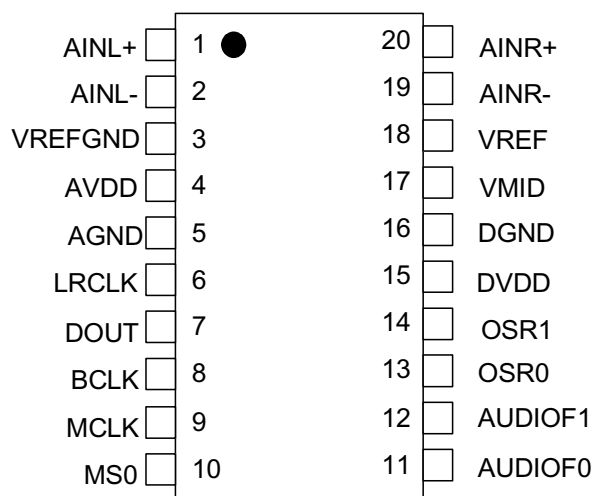 AINL+ 1 20 AINR+
AINL- 2 19 AINR-
VREFGND 3 18 VREF
AVDD 4 17 VMID
AGND 5 16 DGND
LRCLK 6 15 DVDD
DOUT 7 14 OSR1
BCLK 8 13 OSR0
MCLK 9 12 AUDIOF1
MS0 10 11 AUDIOF0